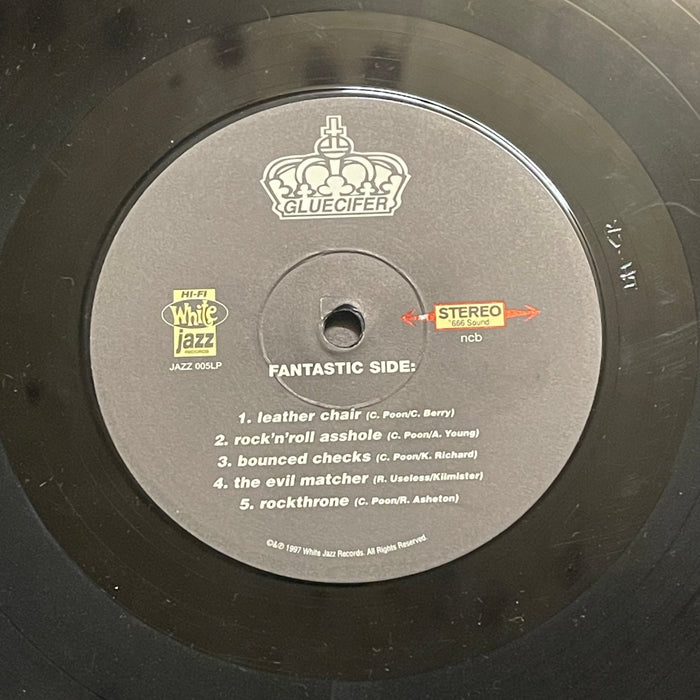 GLUECIFER
HI-FI
White
jazz
RECORDS
JAZZ 005LP
STEREO
"666 Sound
ncb
FANTASTIC SIDE:
1. leather chair (C. Poon/C. Berry)
2. rock'n'roll asshole (C. Poon/A. Young)
3. bounced checks (C. Poon/K. Richard)
4. the evil matcher (R. Useless/Kilmister)
5. rockthrone (C. Poon/R. Asheton)
©&℗ 1997 White Jazz Records. All Rights Reserved.